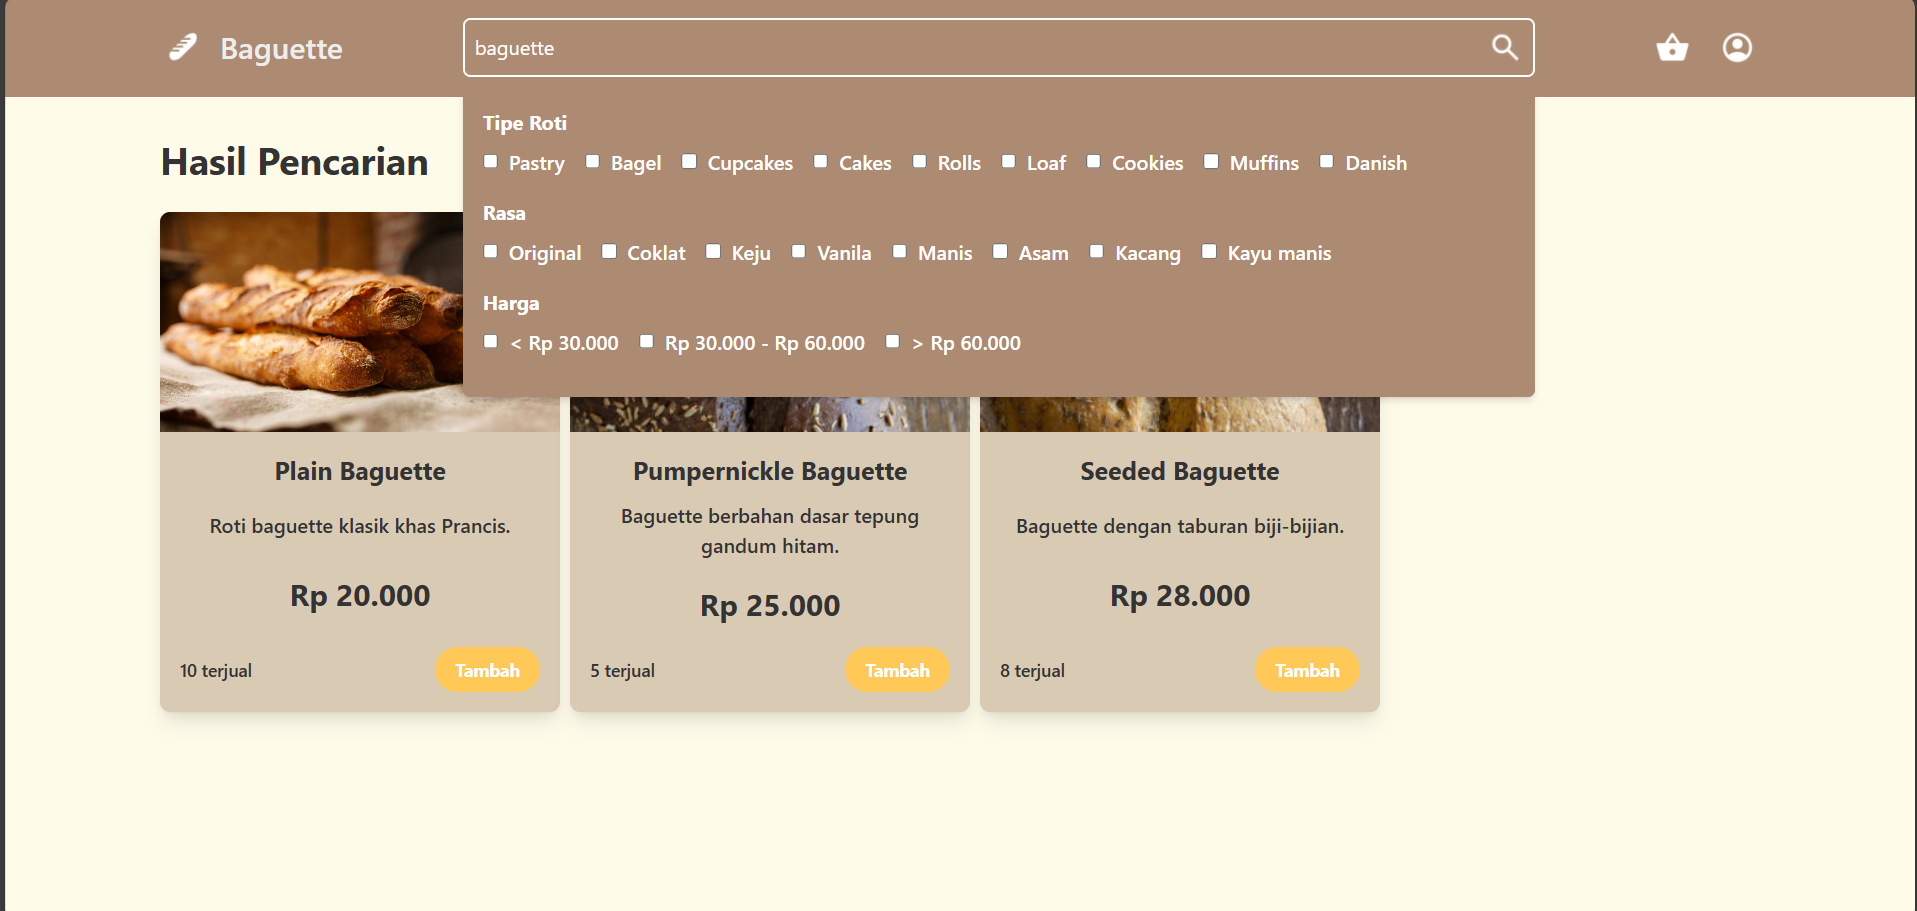 Baguette
baguette
Tipe Roti
Pastry Bagel Cupcakes Cakes Rolls Loaf Cookies Muffins Danish
Rasa
Original Coklat Keju Vanila Manis Asam Kacang Kayu manis
Harga
< Rp 30.000 Rp 30.000 - Rp 60.000 > Rp 60.000
Hasil Pencarian
Plain Baguette
Roti baguette klasik khas Prancis.
Rp 20.000
10 terjual
Tambah
Pumpernickle Baguette
Baguette berbahan dasar tepung
gandum hitam.
Rp 25.000
5 terjual
Tambah
Seeded Baguette
Baguette dengan taburan biji-bijian.
Rp 28.000
8 terjual
Tambah